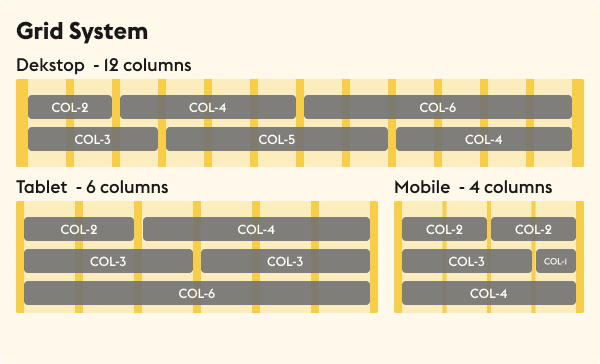 Grid System
Dekstop - 12 columns
COL-2 COL-4 COL-6
COL-3 COL-5 COL-4
Tablet - 6 columns
COL-2 COL-4
COL-3 COL-3
COL-6
Mobile - 4 columns
COL-2 COL-2
COL-3 COL-1
COL-4